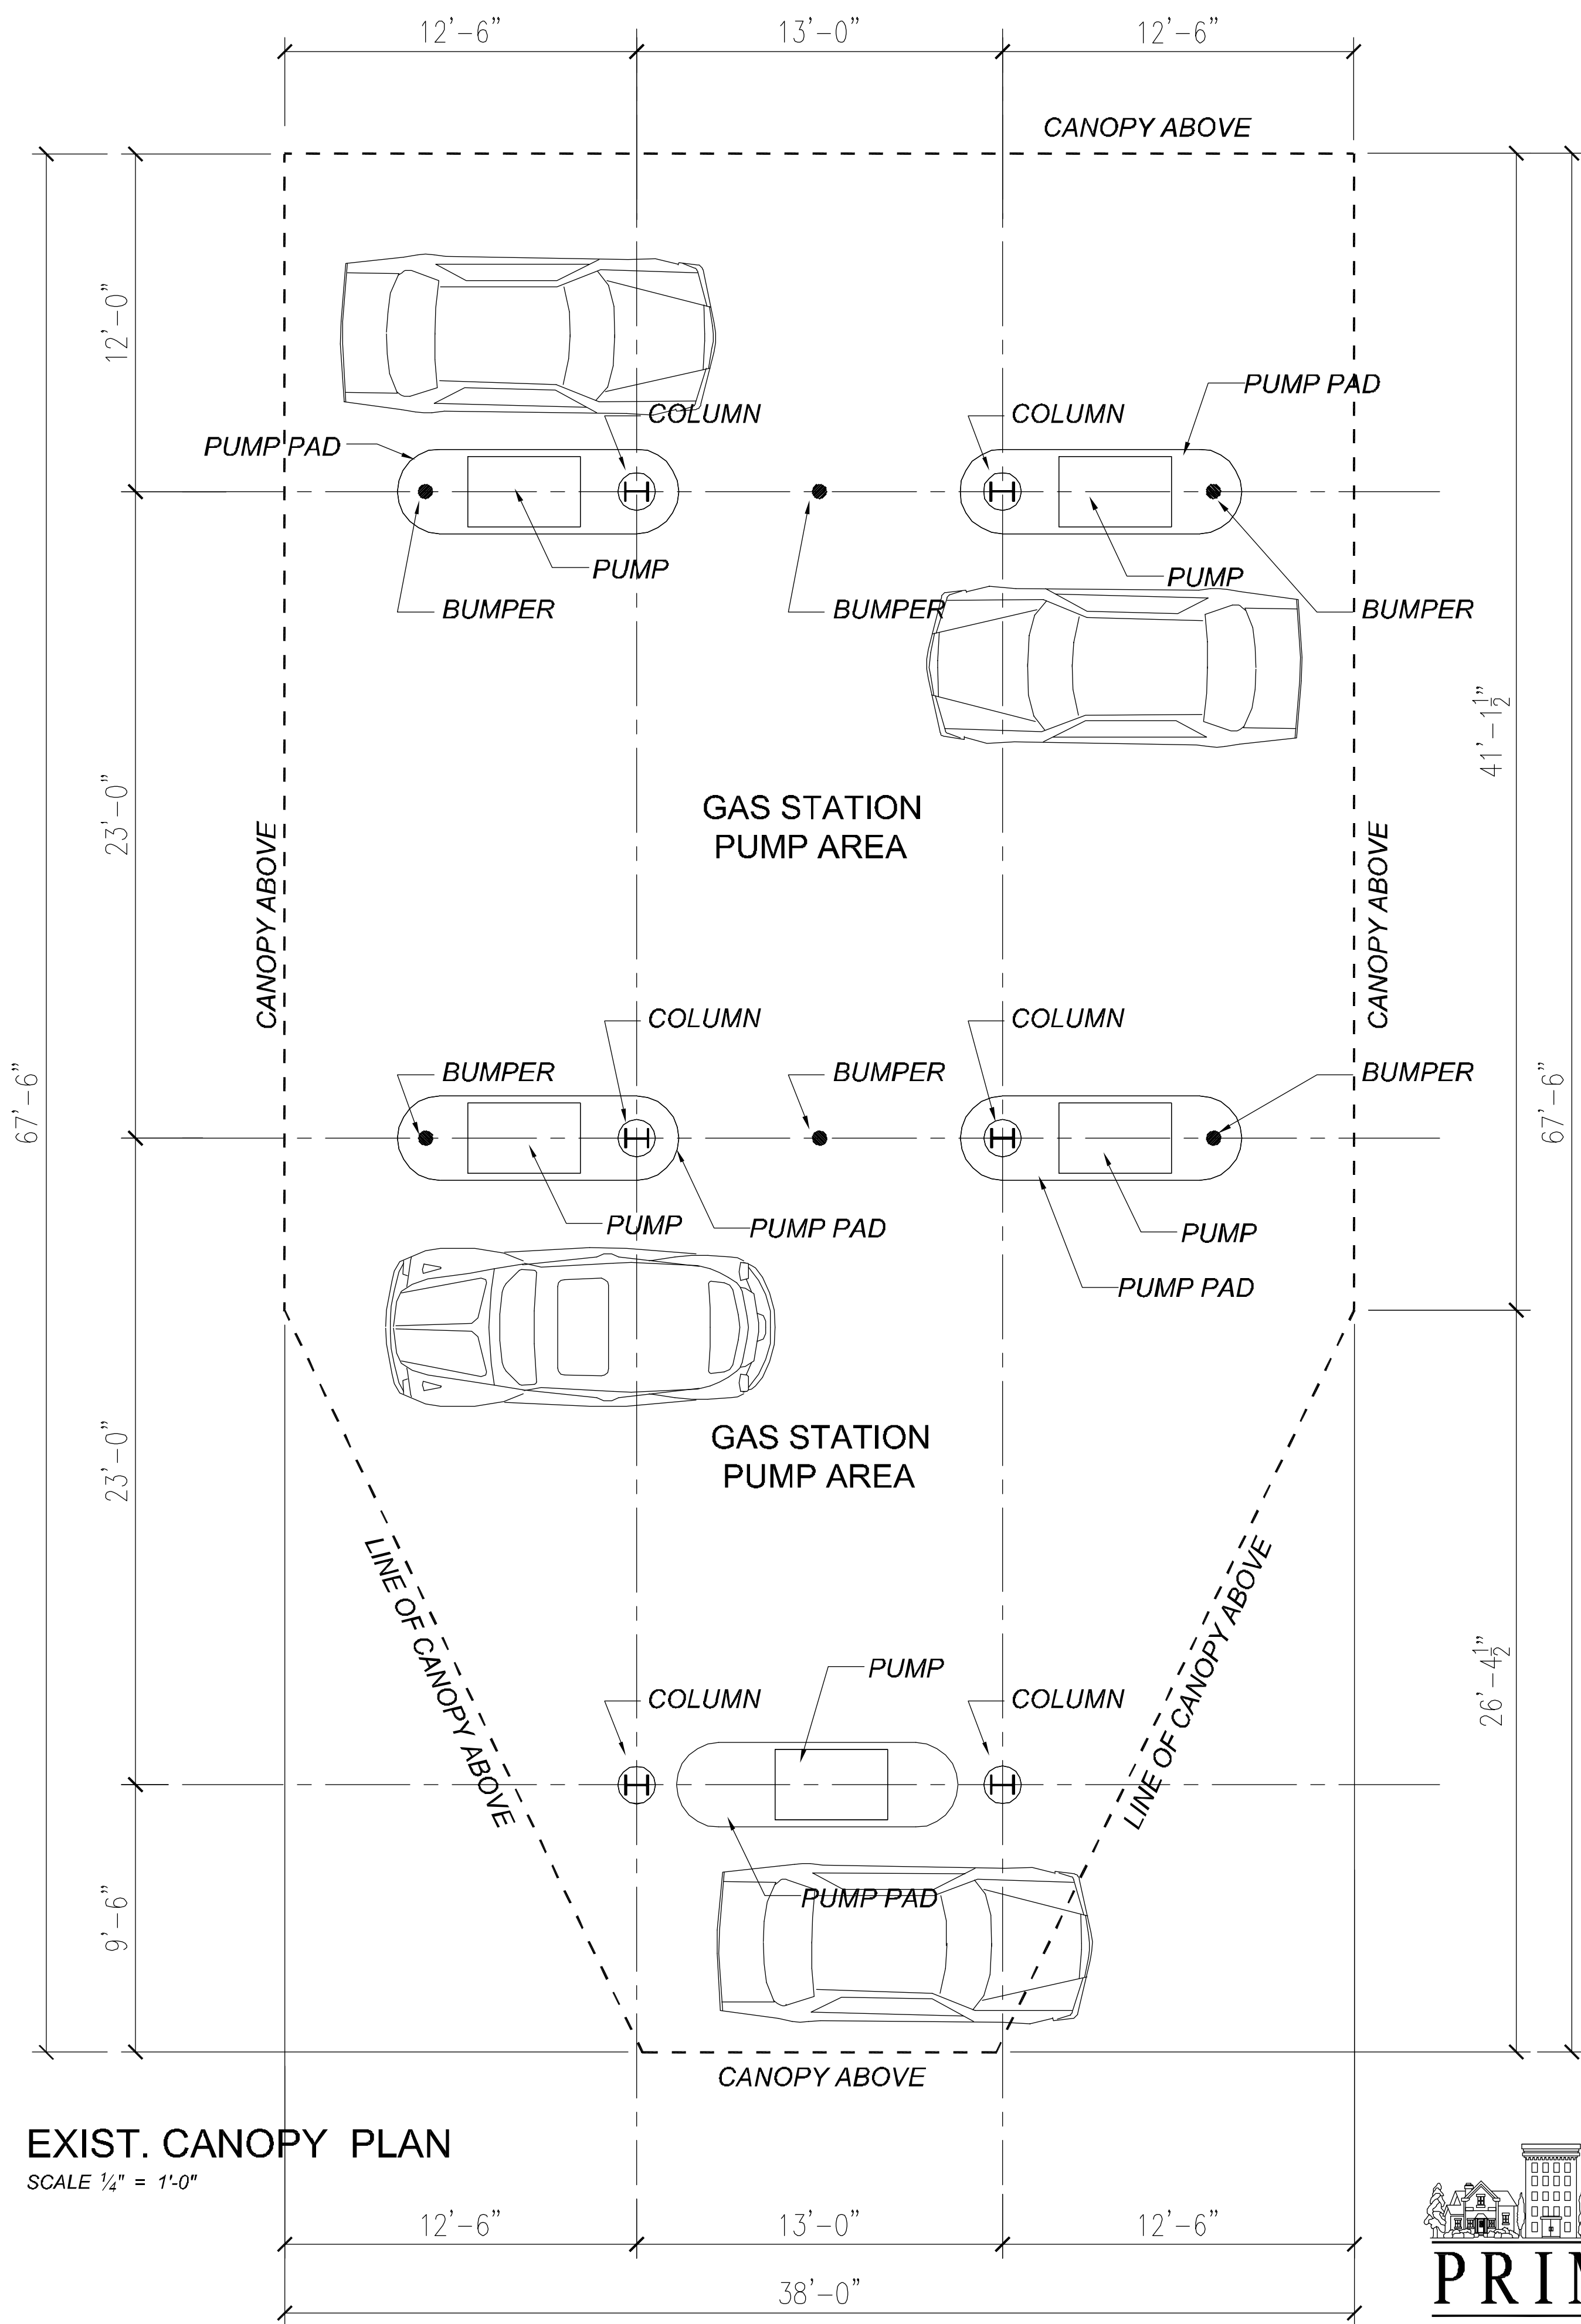 12'-6"
13'-0"
12'-6"
CANOPY ABOVE
12'-0"
PUMP PAD
COLUMN
COLUMN
PUMP PAD
PUMP
PUMP
BUMPER
BUMPER
BUMPER
41'-1½"
23'-0"
GAS STATION
PUMP AREA
CANOPY ABOVE
CANOPY ABOVE
COLUMN
COLUMN
BUMPER
BUMPER
BUMPER
67'-6"
67'-6"
PUMP
PUMP PAD
PUMP
PUMP PAD
23'-0"
GAS STATION
PUMP AREA
LINE OF CANOPY ABOVE
LINE OF CANOPY ABOVE
26'-4½"
PUMP
COLUMN
COLUMN
9'-6"
PUMP PAD
CANOPY ABOVE
EXIST. CANOPY PLAN
SCALE ¼" = 1'-0"
12'-6"
13'-0"
12'-6"
38'-0"